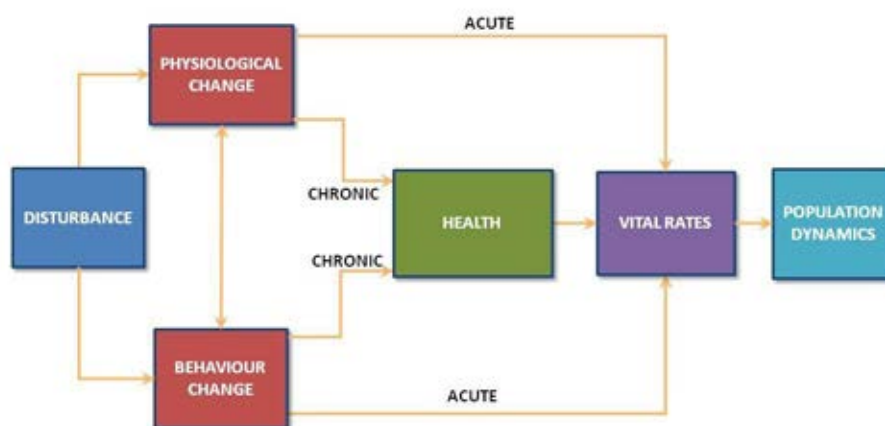 ACUTE
PHYSIOLOGICAL
CHANGE
CHRONIC
DISTURBANCE
HEALTH
VITAL RATES
POPULATION
DYNAMICS
CHRONIC
BEHAVIOUR
CHANGE
ACUTE